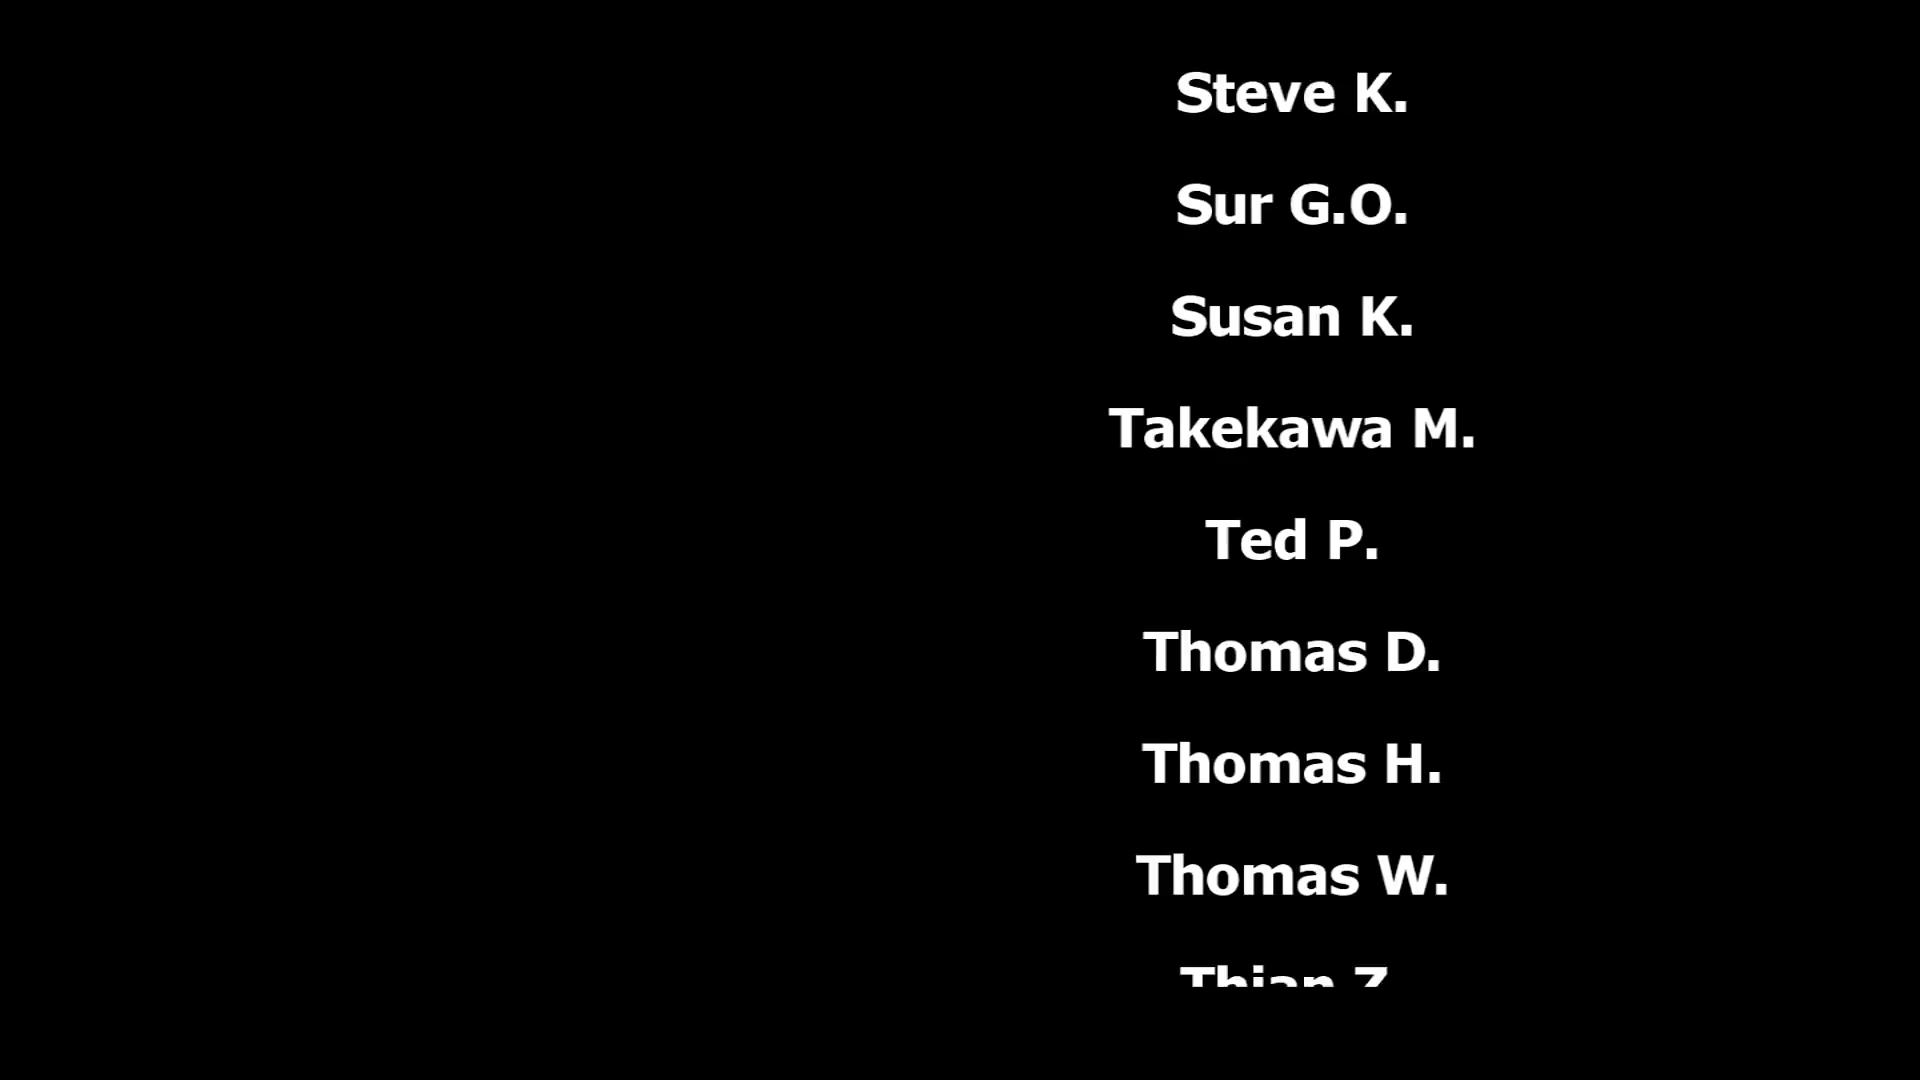 Steve K.
Sur G.O.
Susan K.
Takekawa M.
Ted P.
Thomas D.
Thomas H.
Thomas W.